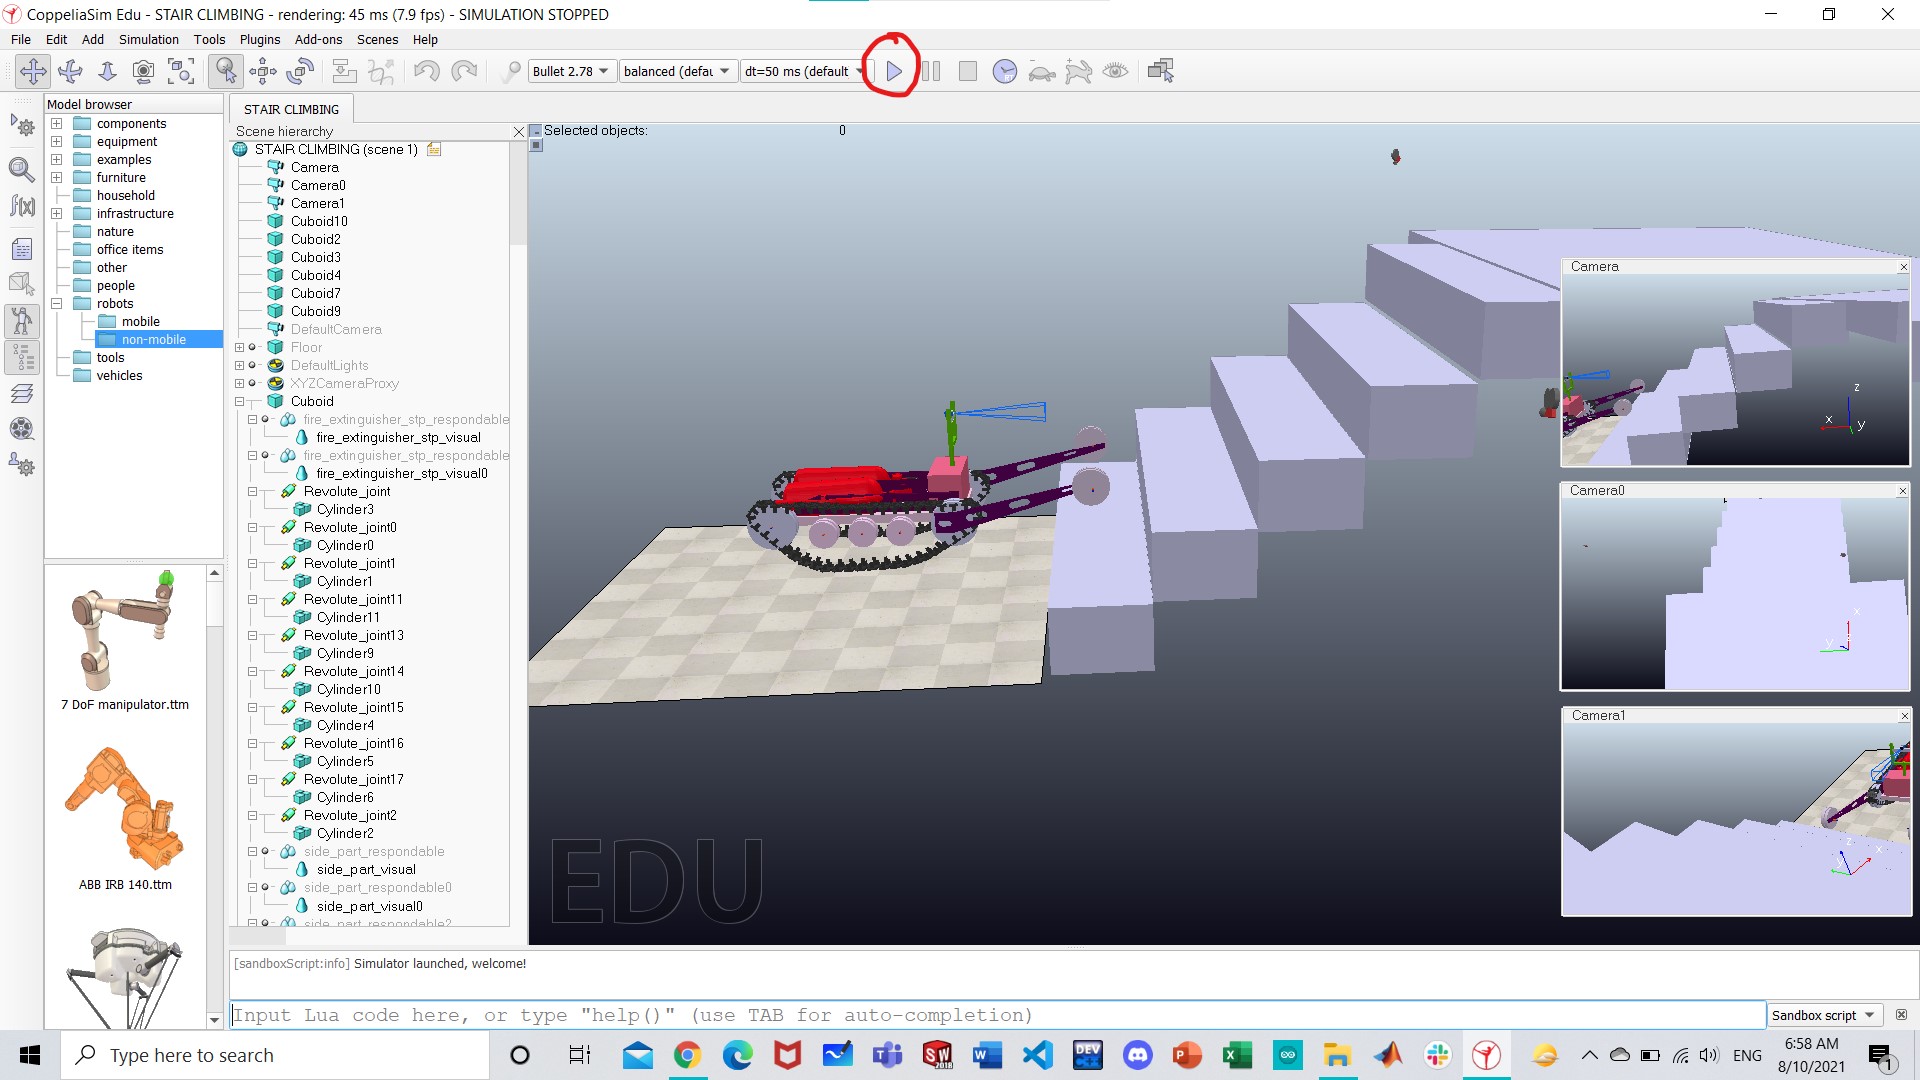 CoppeliaSim Edu - STAIR CLIMBING - rendering: 45 ms (7.9 fps) - SIMULATION STOPPED
File Edit Add Simulation Tools Plugins Add-ons Scenes Help
Bullet 2.78 balanced (defau dt=50 ms (default
Model browser
components
equipment
examples
furniture
household
infrastructure
nature
office items
other
people
robots
mobile
non-mobile
tools
vehicles
7 DoF manipulator.ttm
ABB IRB 140.ttm
STAIR CLIMBING
Scene hierarchy
STAIR CLIMBING (scene 1)
Camera
Camera0
Camera1
Cuboid10
Cuboid2
Cuboid3
Cuboid4
Cuboid7
Cuboid9
DefaultCamera
Floor
DefaultLights
XYZCameraProxy
Cuboid
fire_extinguisher_stp_respondable
fire_extinguisher_stp_visual
fire_extinguisher_stp_respondable
fire_extinguisher_stp_visual0
Revolute_joint
Cylinder3
Revolute_joint0
Cylinder0
Revolute_joint1
Cylinder1
Revolute_joint11
Cylinder11
Revolute_joint13
Cylinder9
Revolute_joint14
Cylinder10
Revolute_joint15
Cylinder4
Revolute_joint16
Cylinder5
Revolute_joint17
Cylinder6
Revolute_joint2
Cylinder2
side_part_respondable
side_part_visual
side_part_respondable0
side_part_visual0
side_part_respondable2
Selected objects: 0
EDU
Camera
z
x
y
Camera0
x
y
Camera1
z
x
y
[sandboxScript:info] Simulator launched, welcome!
Input Lua code here, or type "help()" (use TAB for auto-completion)
Sandbox script
Type here to search
SW
2018
DEV
C++
ENG
6:58 AM
8/10/2021
1